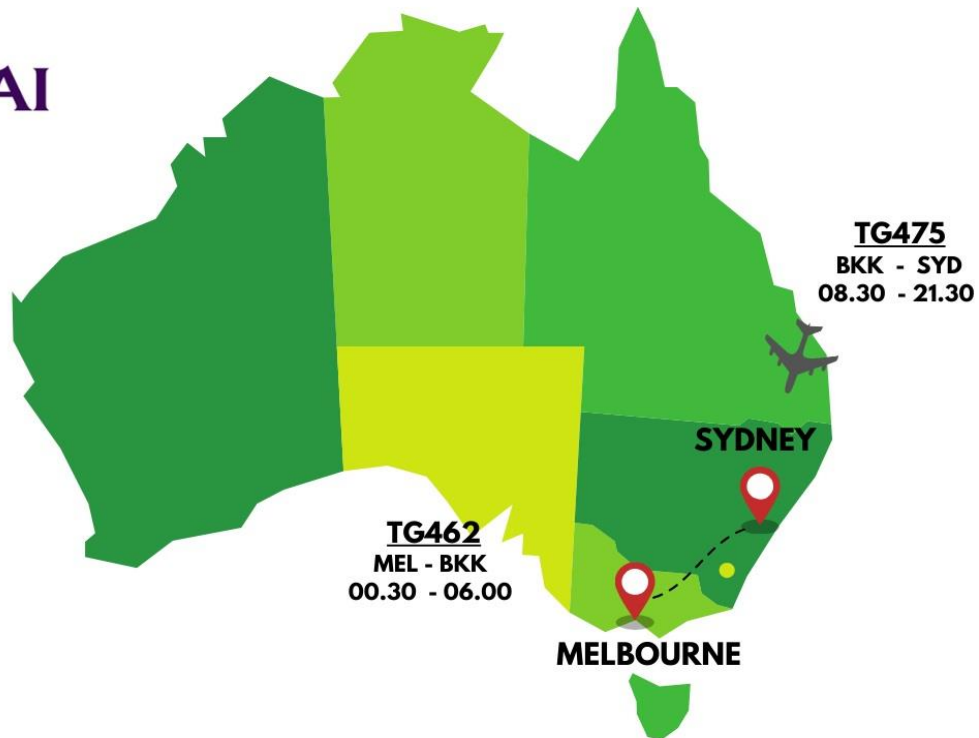 AI
TG475
BKK - SYD
08.30 - 21.30
SYDNEY
TG462
MEL - BKK
00.30 - 06.00
MELBOURNE